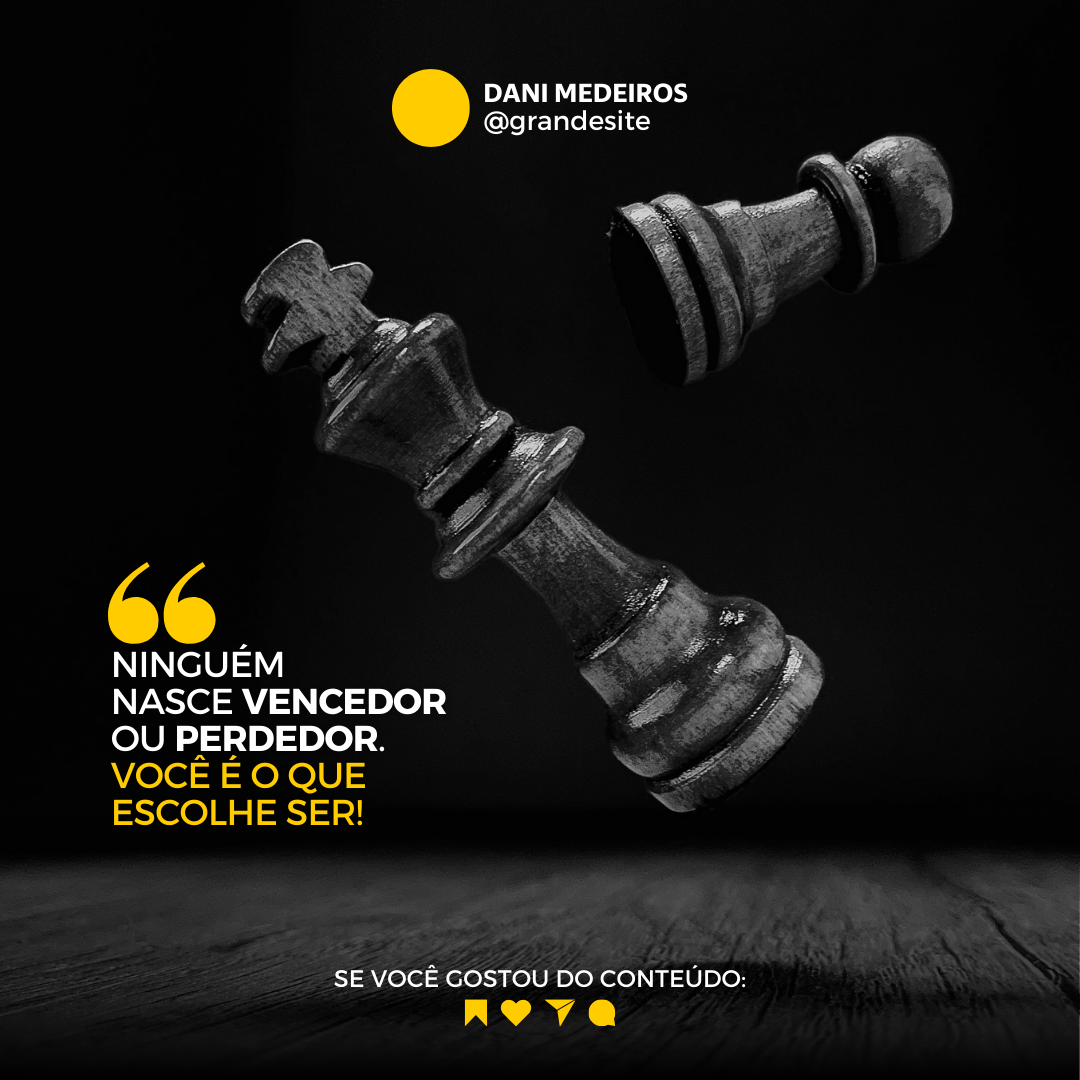 DANI MEDEIROS
@grandesite
NINGUÉM
NASCE VENCEDOR
OU PERDEDOR.
VOCÊ É O QUE
ESCOLHE SER!
SE VOCÊ GOSTOU DO CONTEÚDO: